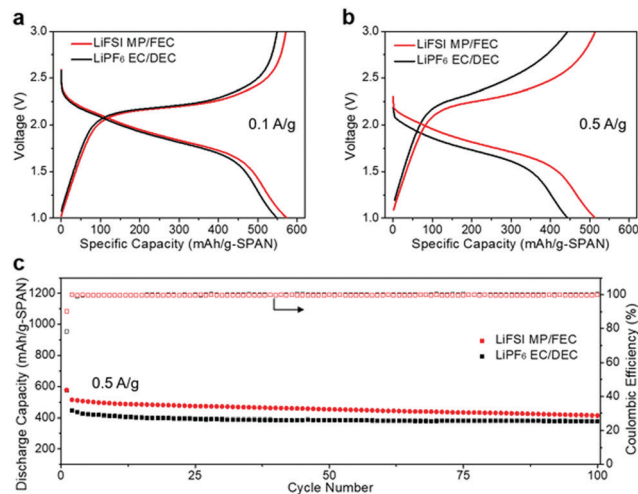 a
LiFSI MP/FEC
LiPF₆ EC/DEC
0.1 A/g
Voltage (V)
3.0
2.5
2.0
1.5
1.0
0 100 200 300 400 500 600
Specific Capacity (mAh/g-SPAN)
b
LiFSI MP/FEC
LiPF₆ EC/DEC
0.5 A/g
Voltage (V)
3.0
2.5
2.0
1.5
1.0
0 100 200 300 400 500 600
Specific Capacity (mAh/g-SPAN)
c
Discharge Capacity (mAh/g-SPAN)
1200
1000
800
600
400
200
0.5 A/g
LiFSI MP/FEC
LiPF₆ EC/DEC
100
80
60
40
20
0
Coulombic Efficiency (%)
0 25 50 75 100
Cycle Number